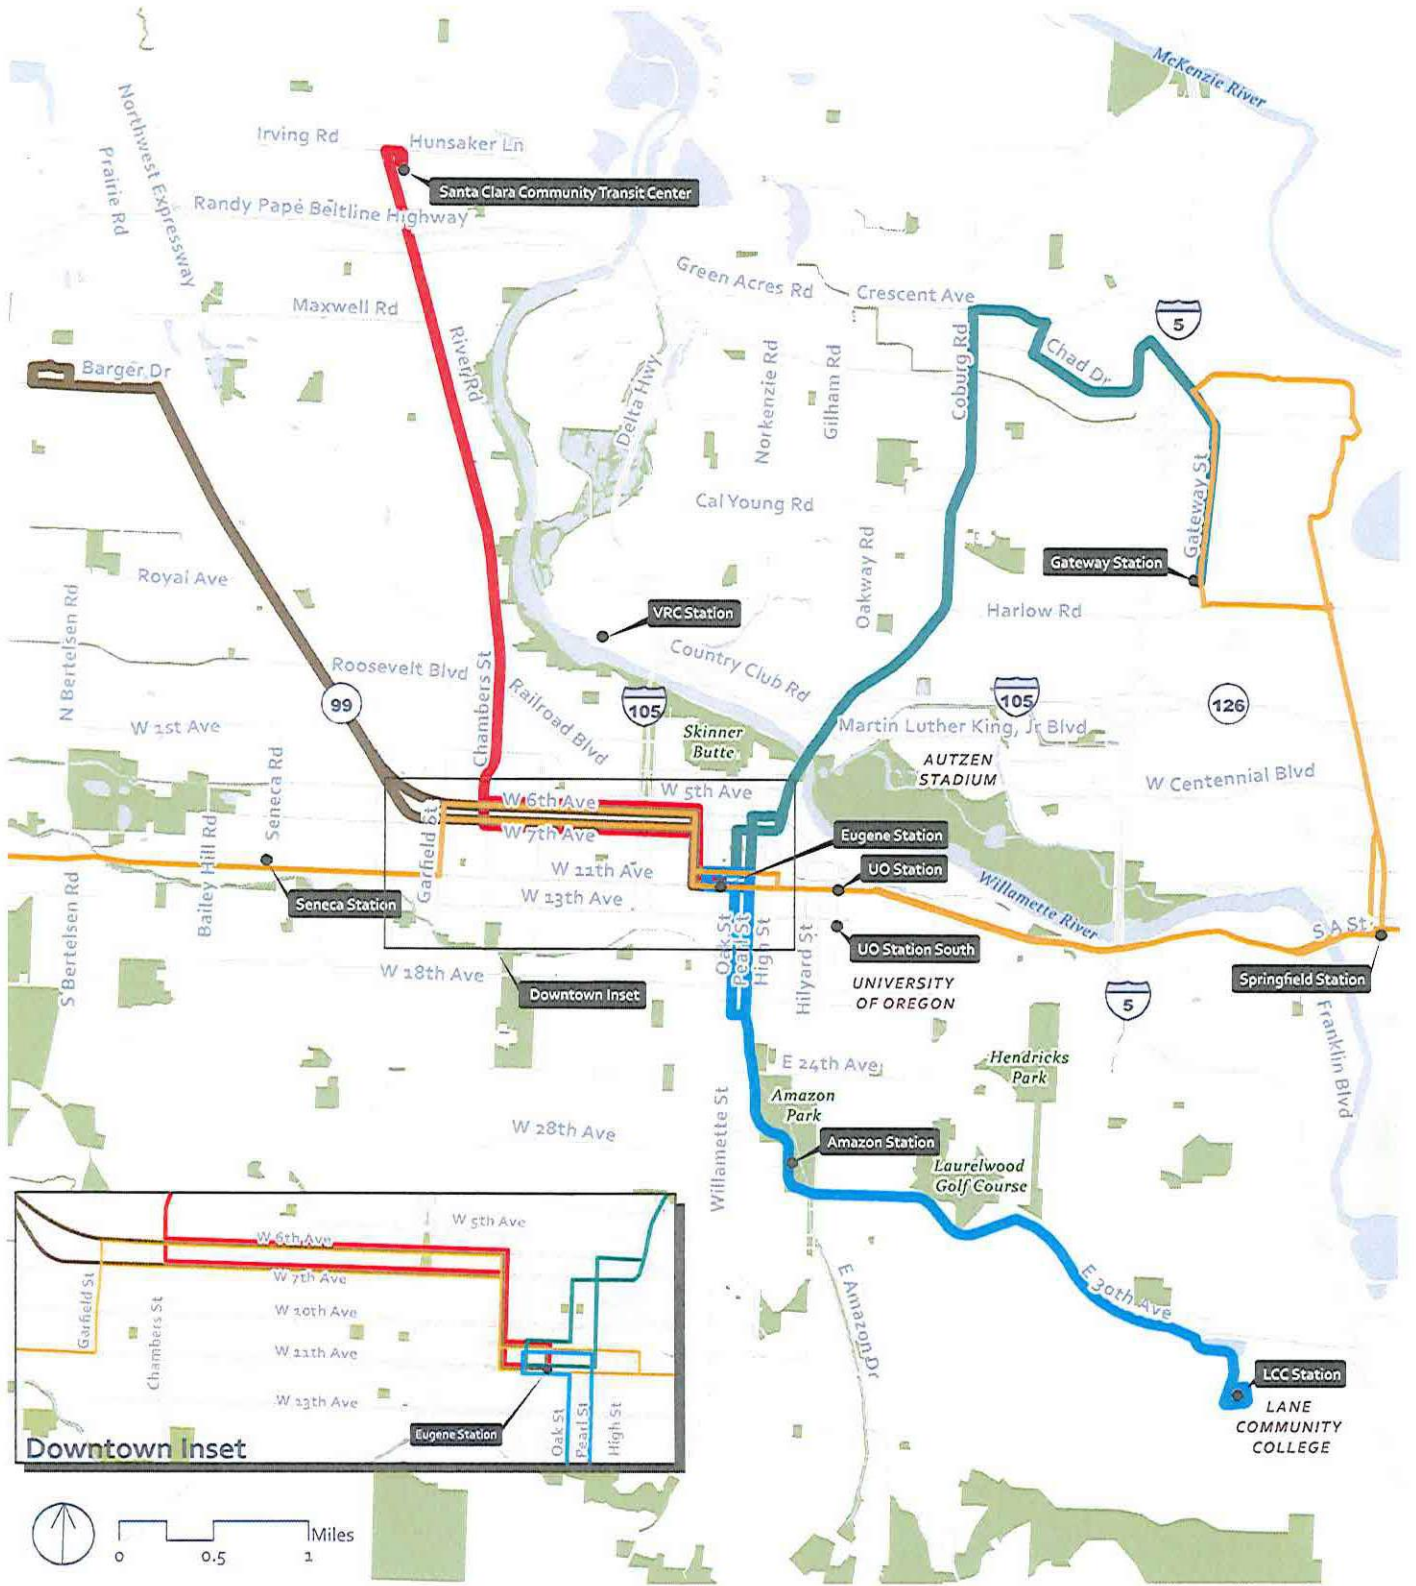 McKenzie River
Northwest Expressway
Prairie Rd
Irving Rd
Hunsaker Ln
Santa Clara Community Transit Center
Randy Papé Beltline Highway
Green Acres Rd
Crescent Ave
Maxwell Rd
5
River Rd
Coburg Rd
Chad Dr
Barger Dr
Delta Hwy
Norkenzie Rd
Gilham Rd
Cal Young Rd
Gateway St
Gateway Station
Oakway Rd
Royal Ave
N Bertelsen Rd
VRC Station
Harlow Rd
Country Club Rd
Roosevelt Blvd
Chambers St
Railroad Blvd
99
105
105
126
W 1st Ave
Skinner
Butte
Martin Luther King, Jr Blvd
AUTZEN
STADIUM
Seneca Rd
W 5th Ave
W Centennial Blvd
W 6th Ave
W 7th Ave
Garfield St
Bailey Hill Rd
Eugene Station
W 11th Ave
UO Station
S Bertelsen Rd
Seneca Station
W 13th Ave
Willamette River
Oak St
Pearl St
High St
Hilyard St
UO Station South
S A St
Springfield Station
W 18th Ave
Downtown Inset
UNIVERSITY
OF OREGON
5
Franklin Blvd
E 24th Ave
Hendricks
Park
Amazon
Park
Willamette St
W 28th Ave
Amazon Station
Laurelwood
Golf Course
E Amazon Dr
E 30th Ave
LCC Station
LANE
COMMUNITY
COLLEGE
W 5th Ave
W 6th Ave
W 7th Ave
Garfield St
Chambers St
W 10th Ave
W 11th Ave
W 13th Ave
Eugene Station
Oak St
Pearl St
High St
Downtown Inset
Miles
0
0.5
1